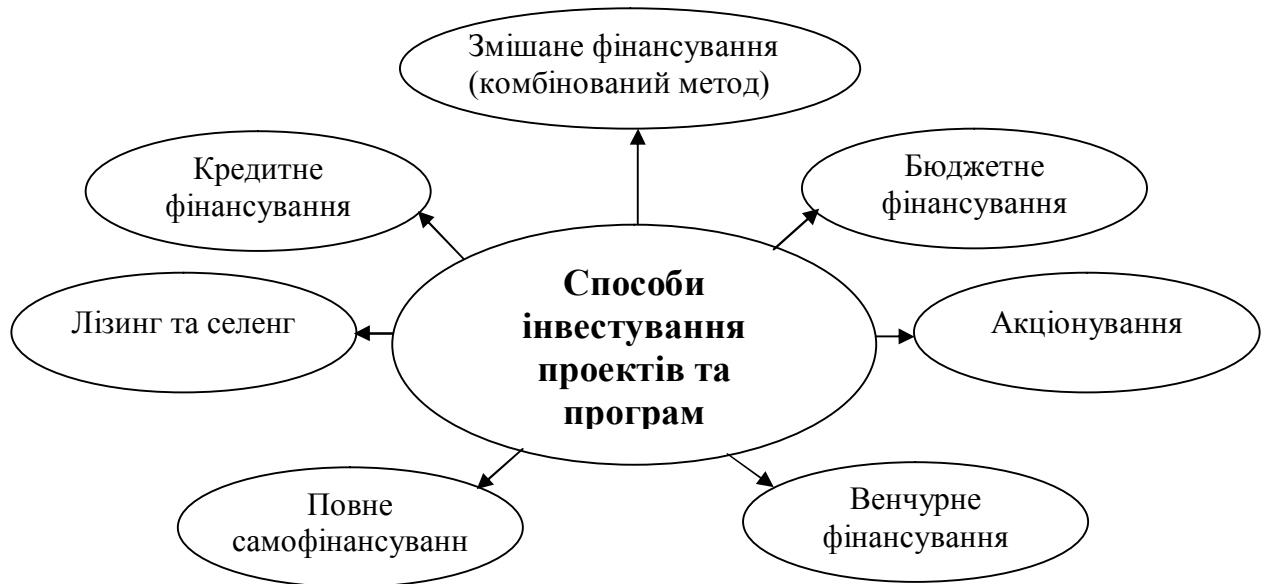 Змішане фінансування
(комбінований метод)
Кредитне
фінансування
Бюджетне
фінансування
Способи
інвестування
проектів та
програм
Лізинг та селенг
Акціонування
Повне
самофінансуванн
Венчурне
фінансування